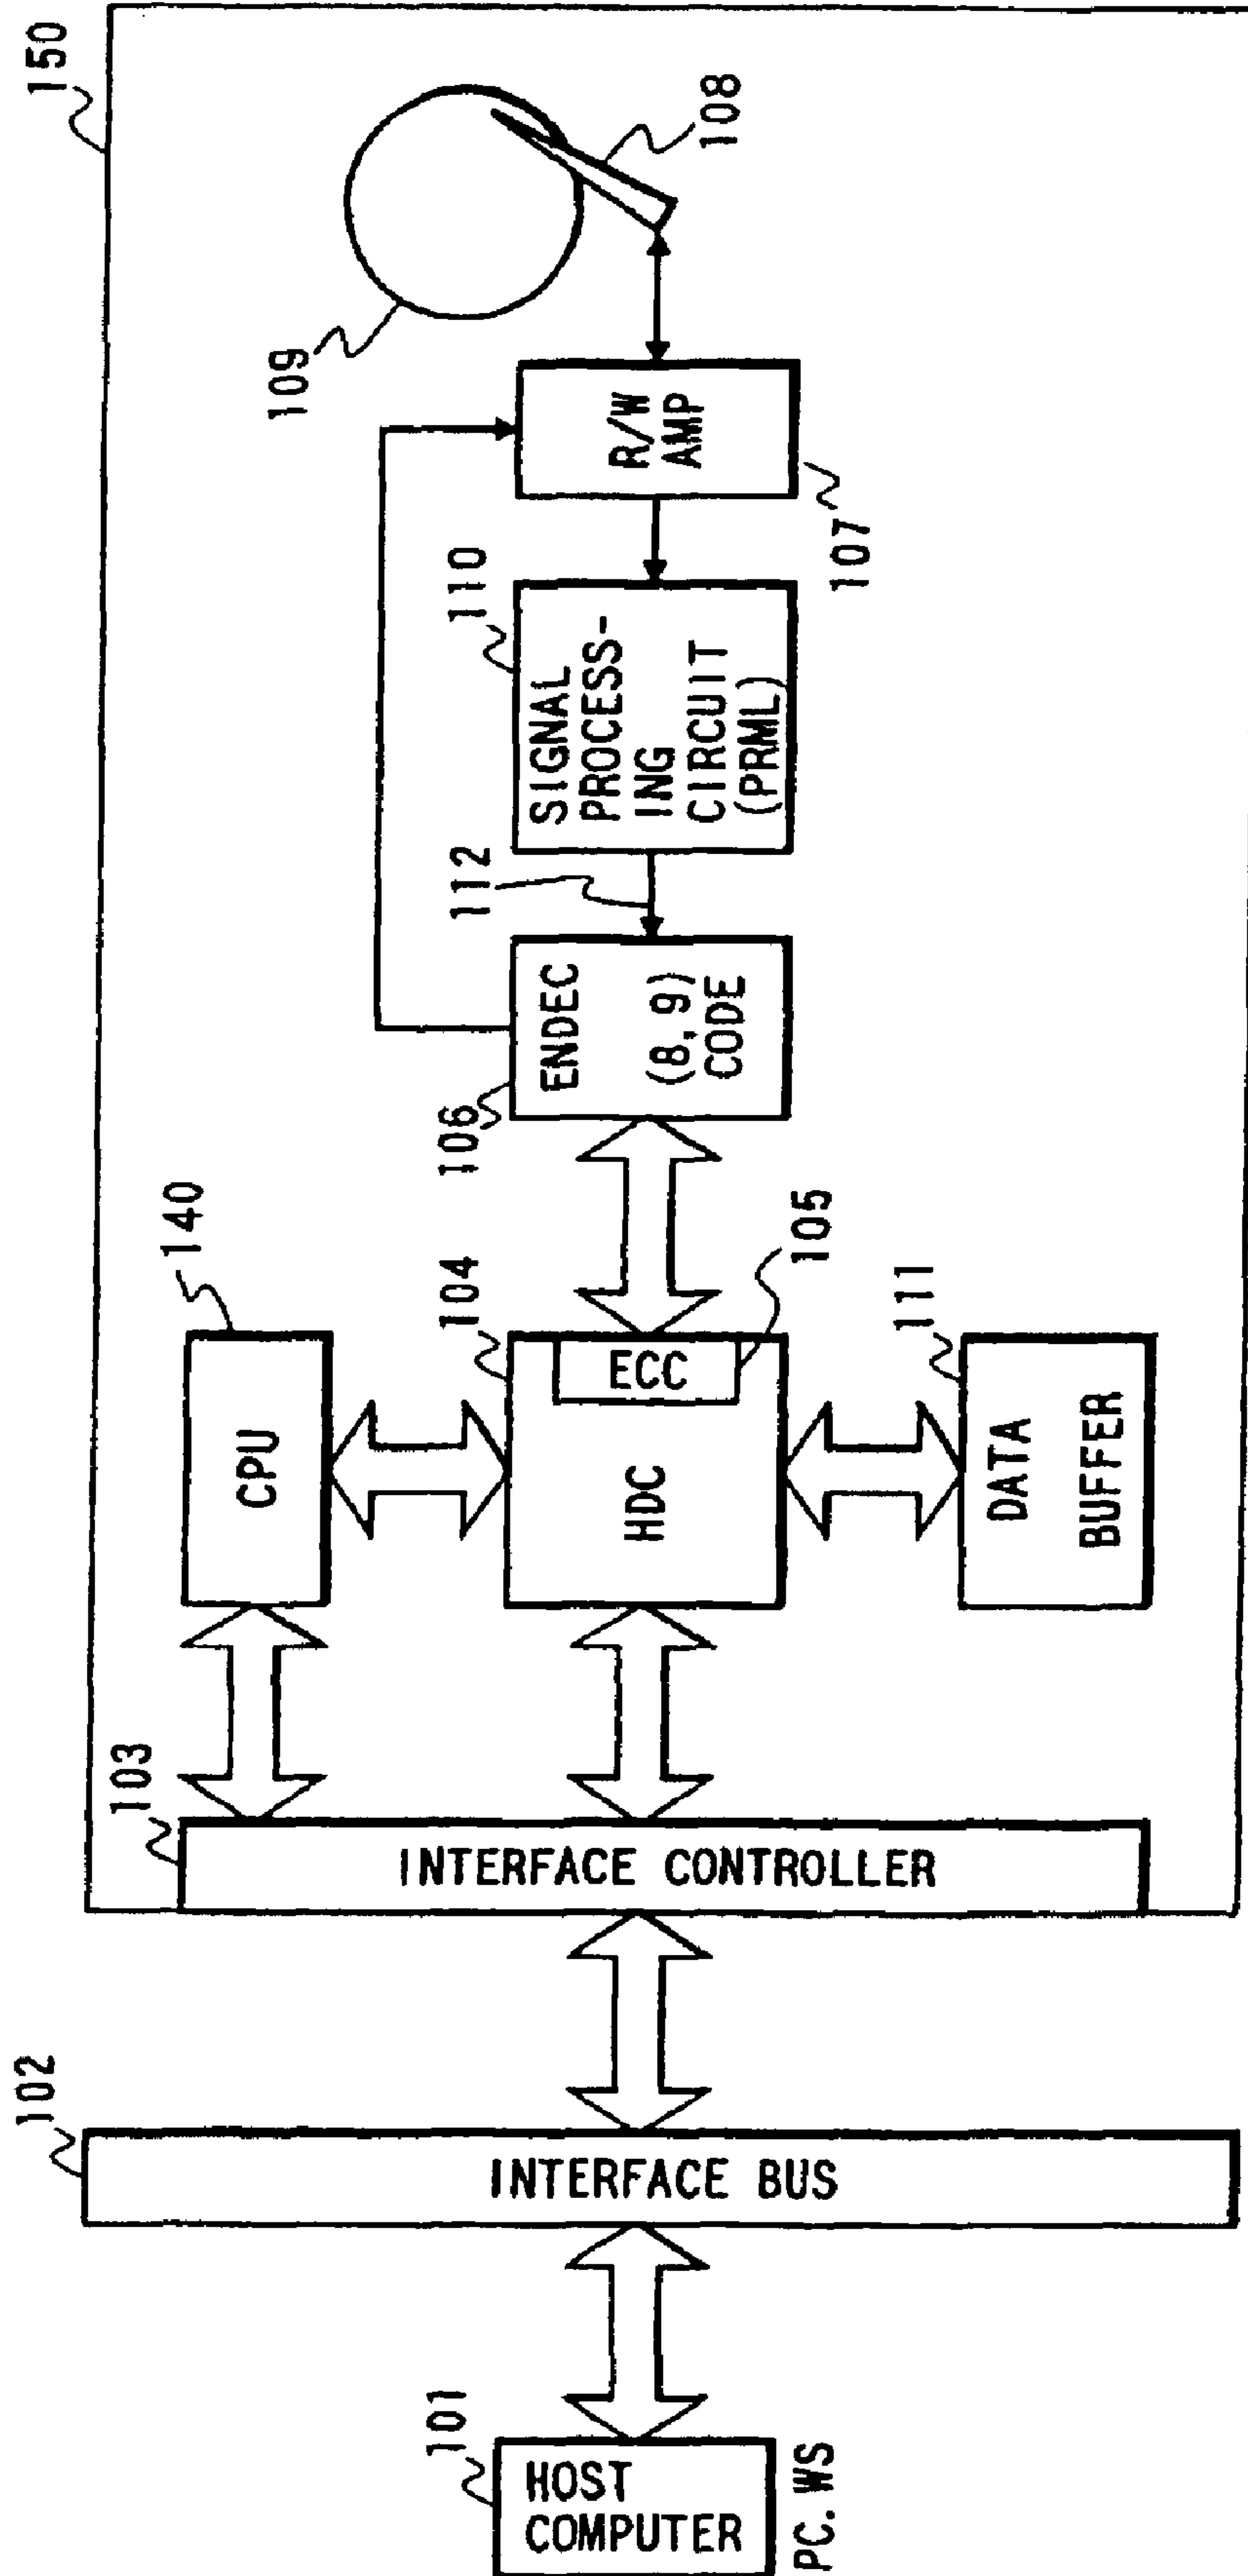 150
109
108
110
R/W
AMP
107
SIGNAL
PROCESS-
ING
CIRCUIT
(PRML)
112
106
ENDEC
(8, 9)
CODE
140
CPU
104
ECC
HDC
105
111
DATA
BUFFER
103
INTERFACE CONTROLLER
102
INTERFACE BUS
101
HOST
COMPUTER
PC. WS